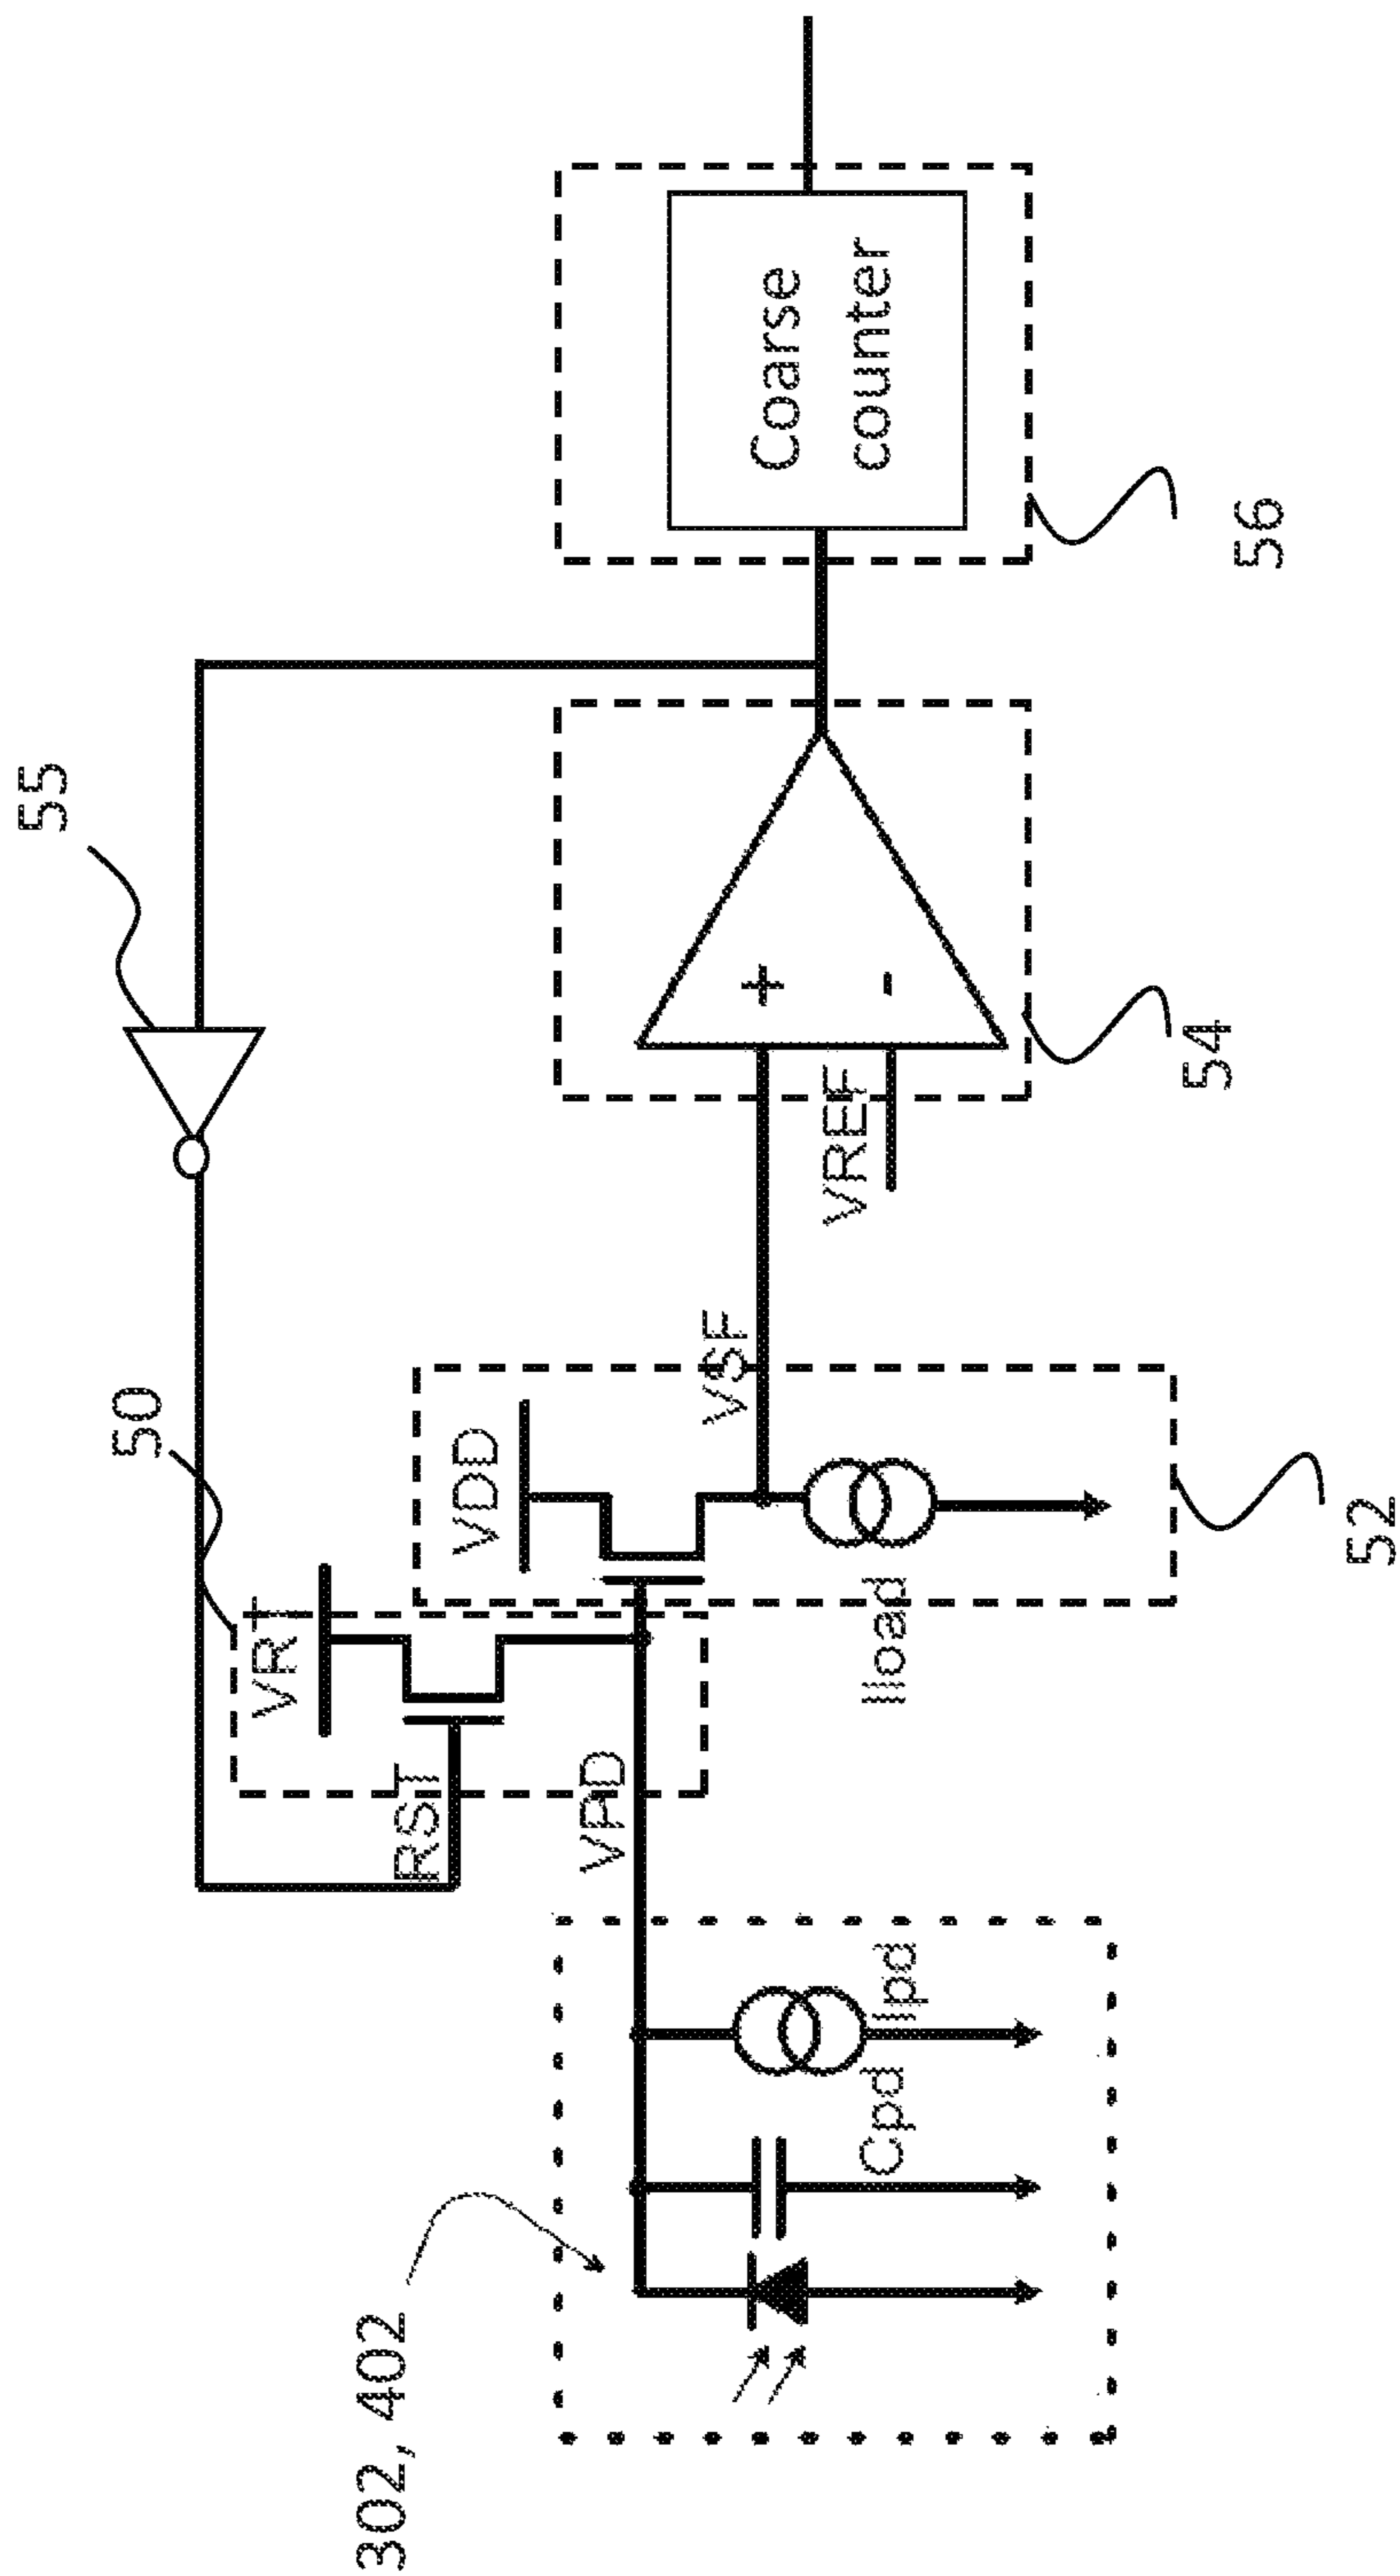 55
50
VRT
VDD
RST
VPD
VSF
VREF
+
-
Coarse
counter
Iload
302, 402
Cpd
Ipd
52
54
56